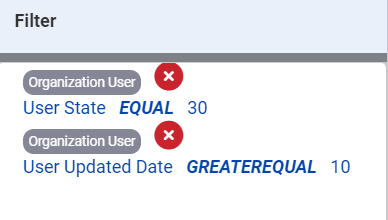 Filter
Organization User
User State EQUAL 30
Organization User
User Updated Date GREATEREQUAL 10